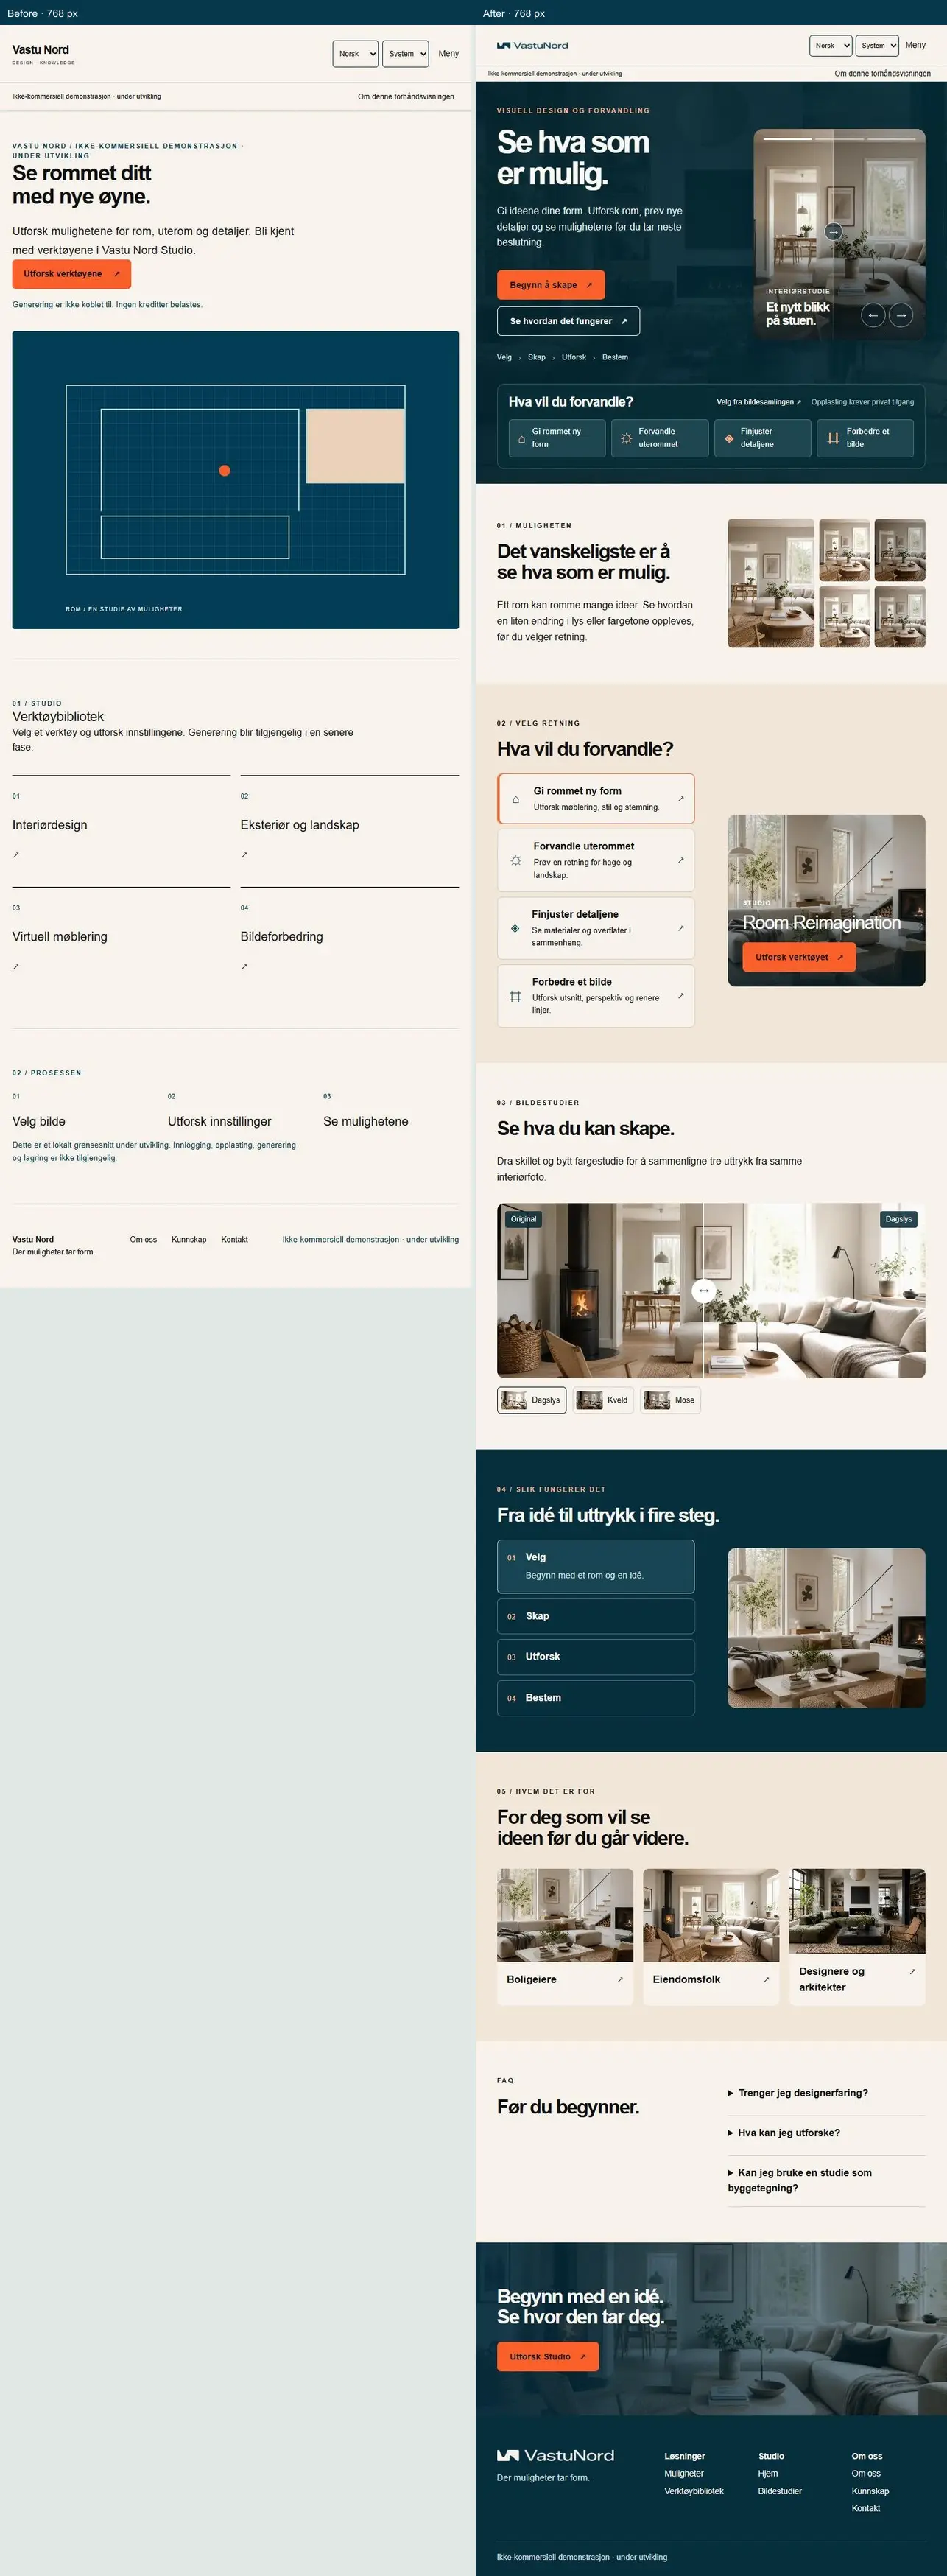 Before · 768 px
Vastu Nord
DESIGN · KNOWLEDGE
Norsk
System
Meny
Ikke-kommersiell demonstrasjon · under utvikling
Om denne forhåndsvisningen
VASTU NORD / IKKE-KOMMERSIELL DEMONSTRASJON ·
UNDER UTVIKLING
Se rommet ditt
med nye øyne.
Utforsk mulighetene for rom, uterom og detaljer. Bli kjent
med verktøyene i Vastu Nord Studio.
Utforsk verktøyene ↗
Generering er ikke koblet til. Ingen kreditter belastes.
ROM / EN STUDIE AV MULIGHETER
01 / STUDIO
Verktøybibliotek
Velg et verktøy og utforsk innstillingene. Generering blir tilgjengelig i en senere
fase.
01
Interiørdesign
↗
02
Eksteriør og landskap
↗
03
Virtuell møblering
↗
04
Bildeforbedring
↗
02 / PROSESSEN
01
Velg bilde
02
Utforsk innstillinger
03
Se mulighetene
Dette er et lokalt grensesnitt under utvikling. Innlogging, opplasting, generering
og lagring er ikke tilgjengelig.
Vastu Nord
Der muligheter tar form.
Om oss
Kunnskap
Kontakt
Ikke-kommersiell demonstrasjon · under utvikling
After · 768 px
VastuNord
Norsk
System
Meny
Ikke-kommersiell demonstrasjon · under utvikling
Om denne forhåndsvisningen
VISUELL DESIGN OG FORVANDLING
Se hva som
er mulig.
Gi ideene dine form. Utforsk rom, prøv nye
detaljer og se mulighetene før du tar neste
beslutning.
Begynn å skape ↗
Se hvordan det fungerer ↗
Velg › Skap › Utforsk › Bestem
INTERIØRSTUDIE
Et nytt blikk
på stuen.
← →
Hva vil du forvandle?
Velg fra bildesamlingen ↗
Opplasting krever privat tilgang
Gi rommet ny
form
Forvandle
uterommet
Finjuster
detaljene
Forbedre et
bilde
01 / MULIGHETEN
Det vanskeligste er å
se hva som er mulig.
Ett rom kan romme mange ideer. Se hvordan
en liten endring i lys eller fargetone oppleves,
før du velger retning.
02 / VELG RETNING
Hva vil du forvandle?
Gi rommet ny form
Utforsk møblering, stil og stemning.
↗
Forvandle uterommet
Prøv en retning for hage og
landskap.
↗
Finjuster detaljene
Se materialer og overflater i
sammenheng.
↗
Forbedre et bilde
Utforsk utsnitt, perspektiv og renere
linjer.
↗
STUDIO
Room Reimagination
Utforsk verktøyet ↗
03 / BILDESTUDIER
Se hva du kan skape.
Dra skillet og bytt fargestudie for å sammenligne tre uttrykk fra samme
interiørfoto.
Original
Dagslys
Dagslys
Kveld
Mose
04 / SLIK FUNGERER DET
Fra idé til uttrykk i fire steg.
01 Velg
Begynn med et rom og en idé.
02 Skap
03 Utforsk
04 Bestem
05 / HVEM DET ER FOR
For deg som vil se
ideen før du går videre.
Boligeiere ↗
Eiendomsfolk ↗
Designere og ↗
arkitekter
FAQ
Før du begynner.
Trenger jeg designerfaring?
Hva kan jeg utforske?
Kan jeg bruke en studie som
byggetegning?
Begynn med en idé.
Se hvor den tar deg.
Utforsk Studio ↗
VastuNord
Der muligheter tar form.
Løsninger
Muligheter
Verktøybibliotek
Studio
Hjem
Bildestudier
Om oss
Om oss
Kunnskap
Kontakt
Ikke-kommersiell demonstrasjon · under utvikling